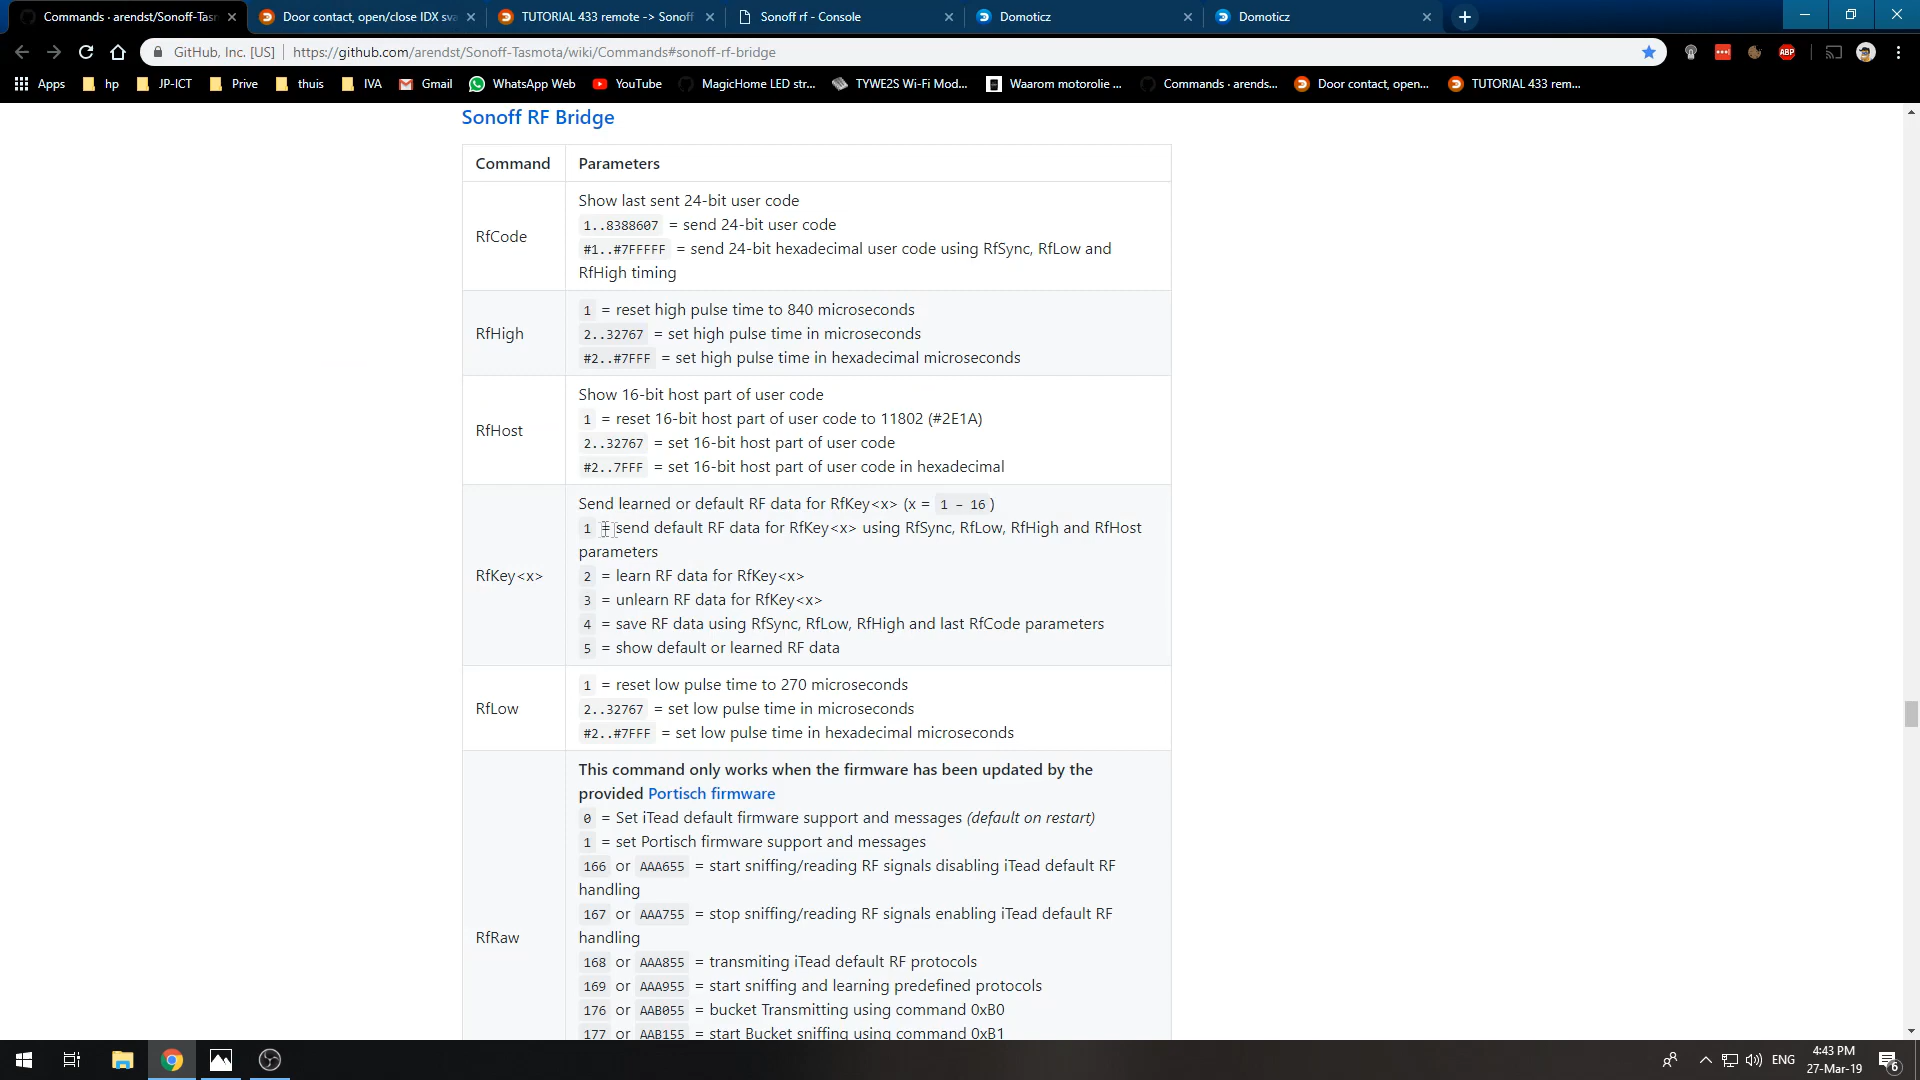 Commands · arendst/Sonoff-Tasm
Door contact, open/close IDX swa
TUTORIAL 433 remote -> Sonoff
Sonoff rf - Console
Domoticz
Domoticz
GitHub, Inc. [US] | https://github.com/arendst/Sonoff-Tasmota/wiki/Commands#sonoff-rf-bridge
ABP
Apps hp JP-ICT Prive thuis IVA Gmail WhatsApp Web YouTube MagicHome LED str... TYWE2S Wi-Fi Mod... Waarom motorolie ... Commands · arends... Door contact, open... TUTORIAL 433 rem...
Sonoff RF Bridge
Command Parameters
RfCode
Show last sent 24-bit user code
1..8388607 = send 24-bit user code
#1..#7FFFFF = send 24-bit hexadecimal user code using RfSync, RfLow and
RfHigh timing
RfHigh
1 = reset high pulse time to 840 microseconds
2..32767 = set high pulse time in microseconds
#2..#7FFF = set high pulse time in hexadecimal microseconds
RfHost
Show 16-bit host part of user code
1 = reset 16-bit host part of user code to 11802 (#2E1A)
2..32767 = set 16-bit host part of user code
#2..7FFF = set 16-bit host part of user code in hexadecimal
RfKey<x>
Send learned or default RF data for RfKey<x> (x = 1 - 16)
1 = send default RF data for RfKey<x> using RfSync, RfLow, RfHigh and RfHost
parameters
2 = learn RF data for RfKey<x>
3 = unlearn RF data for RfKey<x>
4 = save RF data using RfSync, RfLow, RfHigh and last RfCode parameters
5 = show default or learned RF data
RfLow
1 = reset low pulse time to 270 microseconds
2..32767 = set low pulse time in microseconds
#2..#7FFF = set low pulse time in hexadecimal microseconds
RfRaw
This command only works when the firmware has been updated by the
provided Portisch firmware
0 = Set iTead default firmware support and messages (default on restart)
1 = set Portisch firmware support and messages
166 or AAA655 = start sniffing/reading RF signals disabling iTead default RF
handling
167 or AAA755 = stop sniffing/reading RF signals enabling iTead default RF
handling
168 or AAA855 = transmiting iTead default RF protocols
169 or AAA955 = start sniffing and learning predefined protocols
176 or AAB055 = bucket Transmitting using command 0xB0
177 or AAB155 = start Bucket sniffing using command 0xB1
ENG
4:43 PM
27-Mar-19
6